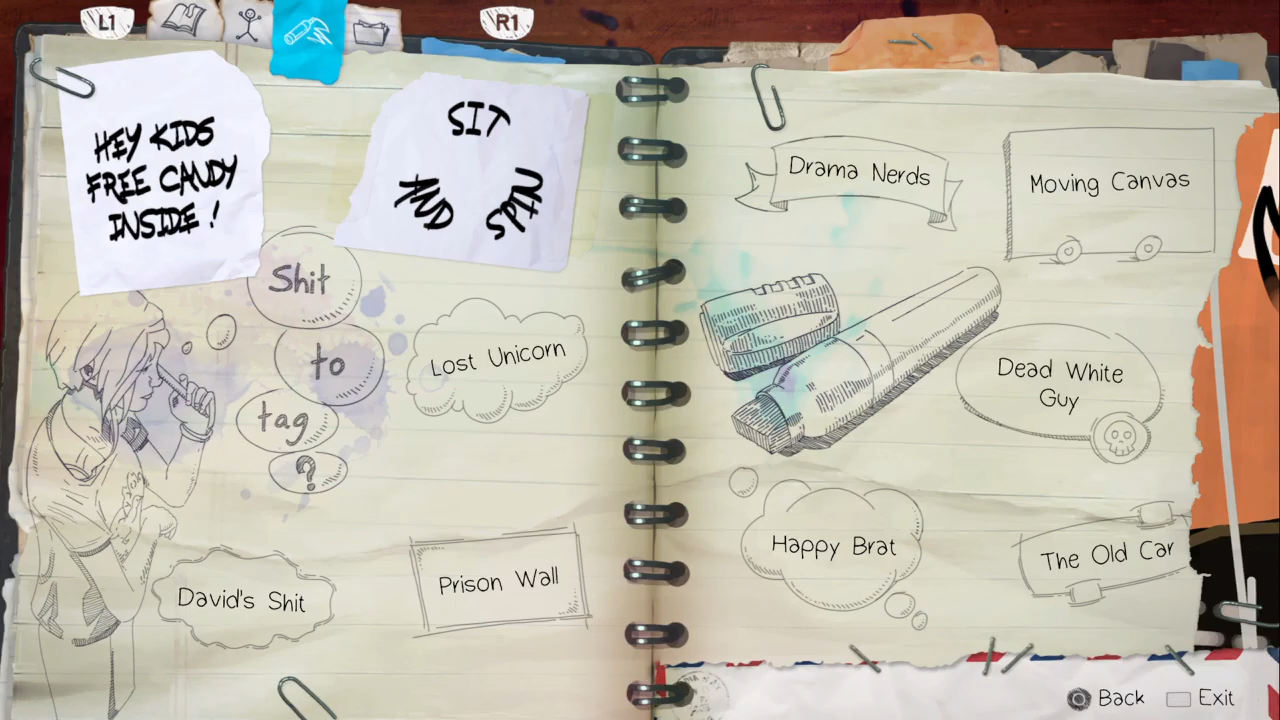 L1
R1
HEY KIDS
FREE CANDY
INSIDE !
SIT
AND
SPIN
Shit
to
tag
?
Lost Unicorn
David's Shit
Prison Wall
Drama Nerds
Moving Canvas
Dead White
Guy
Happy Brat
The Old Car
Back
Exit